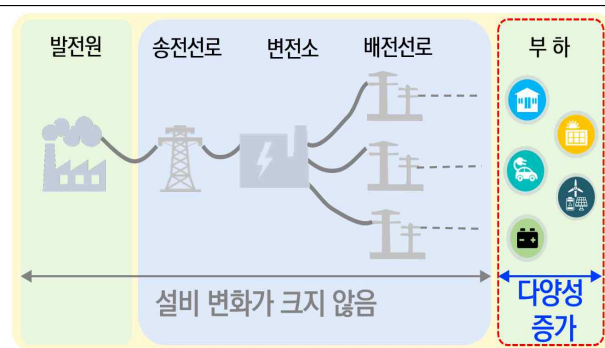 발전원 송전선로 변전소 배전선로 부 하
설비 변화가 크지 않음
다양성
증가